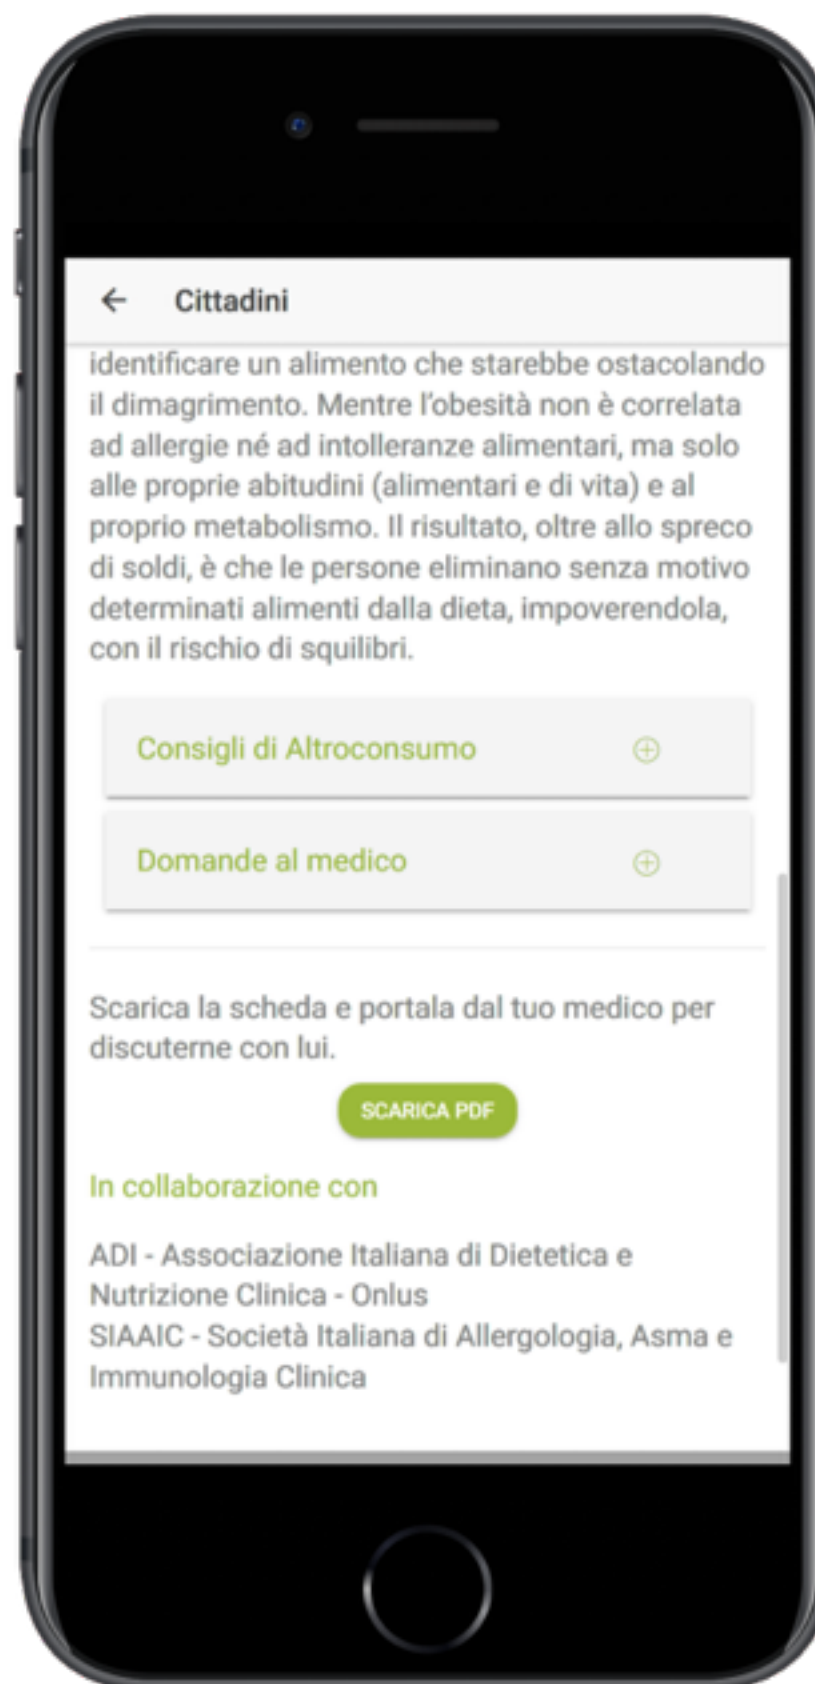 Cittadini
identificare un alimento che starebbe ostacolando
il dimagrimento. Mentre l'obesità non è correlata
ad allergie né ad intolleranze alimentari, ma solo
alle proprie abitudini (alimentari e di vita) e al
proprio metabolismo. Il risultato, oltre allo spreco
di soldi, è che le persone eliminano senza motivo
determinati alimenti dalla dieta, impoverendola,
con il rischio di squilibri.
Consigli di Altroconsumo
Domande al medico
Scarica la scheda e portala dal tuo medico per
discuterne con lui.
SCARICA PDF
In collaborazione con
ADI - Associazione Italiana di Dietetica e
Nutrizione Clinica - Onlus
SIAAIC - Società Italiana di Allergologia, Asma e
Immunologia Clinica